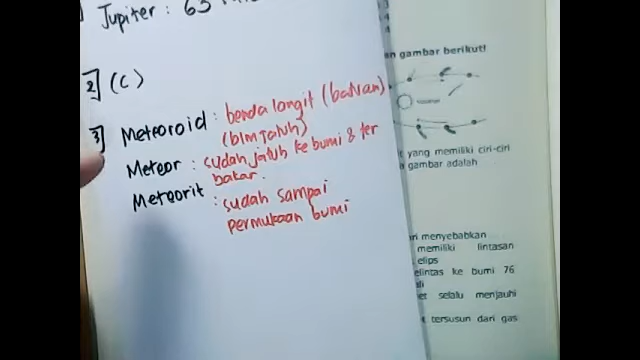 Jupiter : 63
2] (C)
3] Meteoroid : benda langit (batuan)
(blm jatuh)
Meteor : sudah jatuh ke bumi & ter
bakar.
Meteorit : sudah sampai
permukaan bumi
an gambar berikut!
yang memiliki ciri-ciri
gambar adalah
menyebabkan
memiliki lintasan
elips
elintas ke bumi 76
et selalu menjauhi
tersusun dari gas